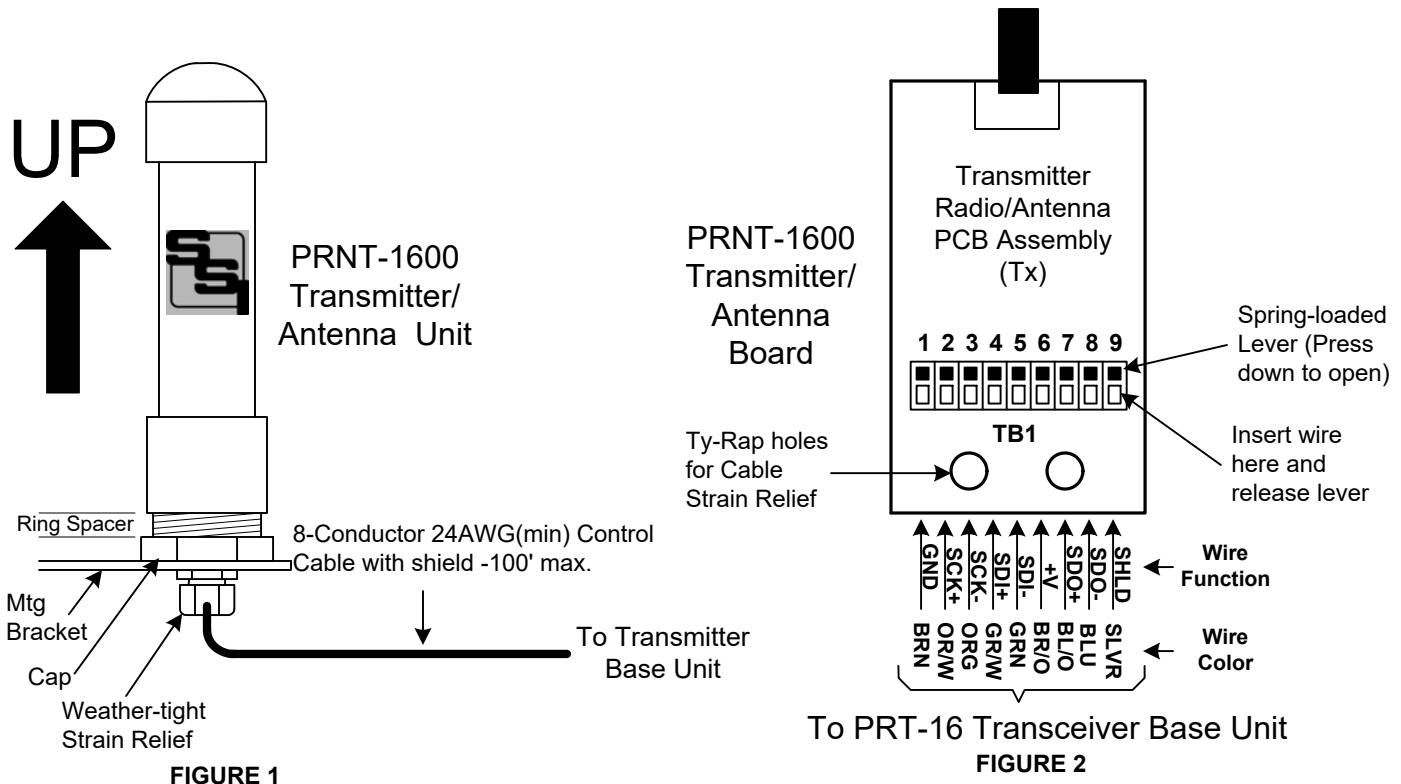 UP
SSI
PRNT-1600
Transmitter/
Antenna Unit
Ring Spacer
8-Conductor 24AWG(min) Control
Cable with shield -100' max.
Mtg
Bracket
Cap
Weather-tight
Strain Relief
To Transmitter
Base Unit
FIGURE 1
Transmitter
Radio/Antenna
PCB Assembly
(Tx)
PRNT-1600
Transmitter/
Antenna
Board
1 2 3 4 5 6 7 8 9
TB1
Spring-loaded
Lever (Press
down to open)
Insert wire
here and
release lever
Ty-Rap holes
for Cable
Strain Relief
GND
SCK+
SCK-
SDI+
SDI-
+V
SDO+
SDO-
SHLD
Wire
Function
BRN
OR/W
ORG
GR/W
GRN
BR/O
BL/O
BLU
SLVR
Wire
Color
To PRT-16 Transceiver Base Unit
FIGURE 2